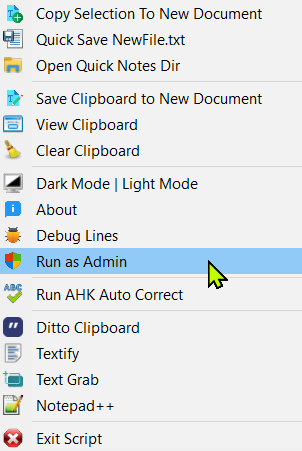 Copy Selection To New Document
Quick Save NewFile.txt
Open Quick Notes Dir
Save Clipboard to New Document
View Clipboard
Clear Clipboard
Dark Mode | Light Mode
About
Debug Lines
Run as Admin
ABC
Run AHK Auto Correct
Ditto Clipboard
Textify
Text Grab
Notepad++
Exit Script